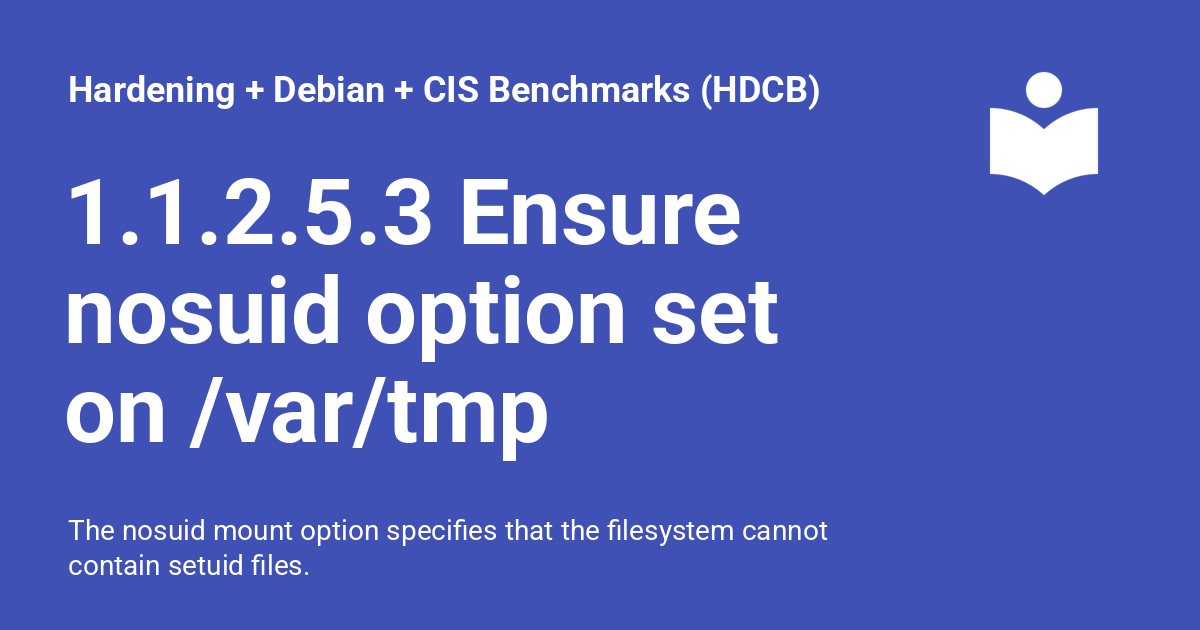 Hardening + Debian + CIS Benchmarks (HDCB)
1.1.2.5.3 Ensure
nosuid option set
on /var/tmp
The nosuid mount option specifies that the filesystem cannot
contain setuid files.